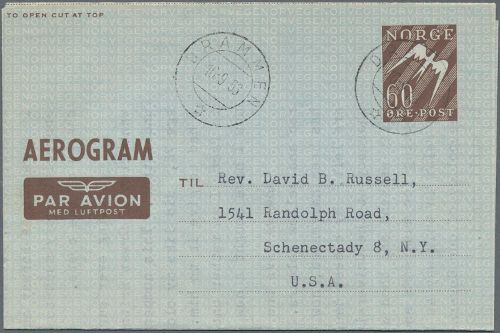 TO OPEN CUT AT TOP
DRAMMEN
NORGE
60
ØRE·POST
AEROGRAM
PAR AVION
MED LUFTPOST
TIL
Rev. David B. Russell,
1541 Randolph Road,
Schenectady 8, N.Y.
U.S.A.